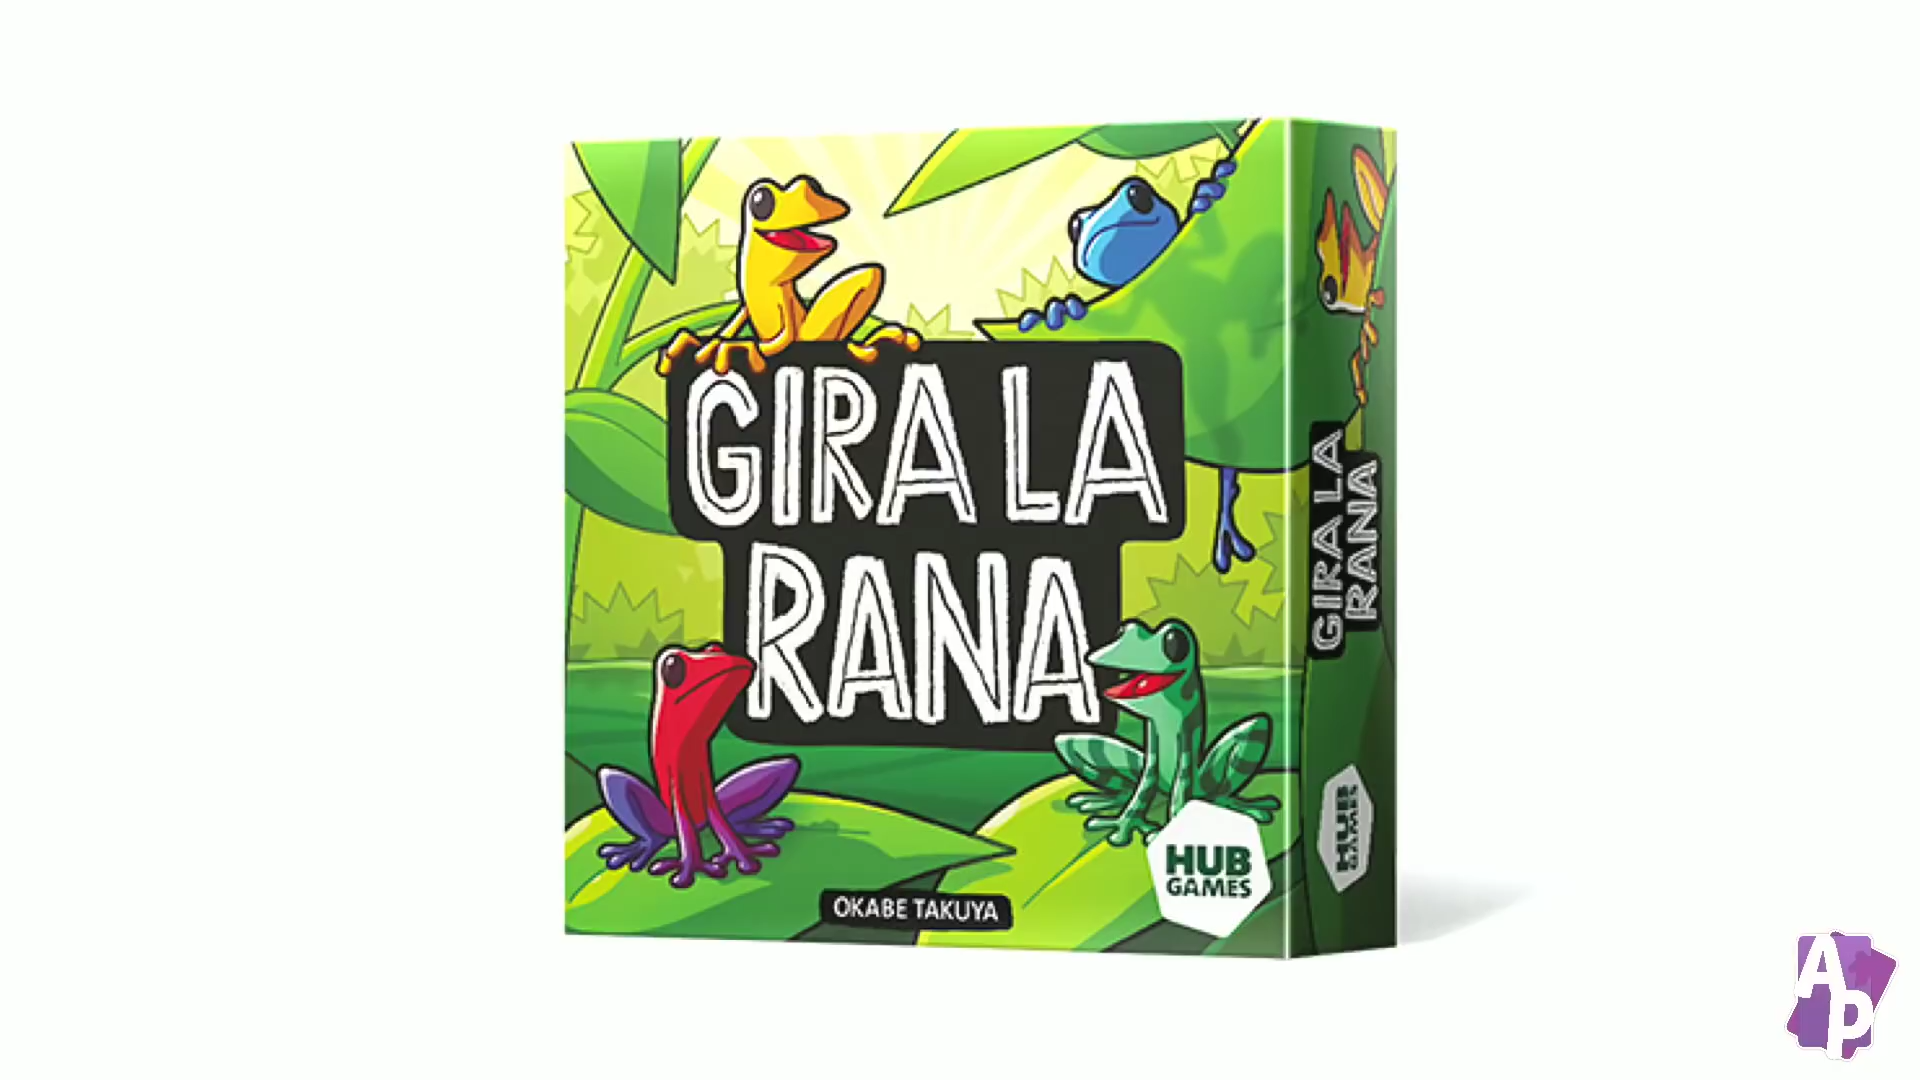 GIRA LA
RANA
OKABE TAKUYA
HUB
GAMES
GIRA LA
RANA
HUB
GAMES
AP